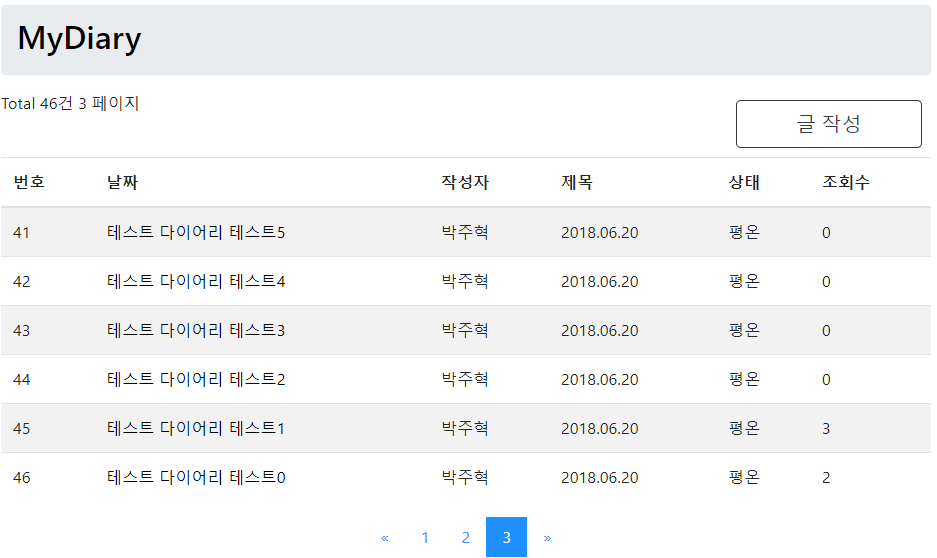 MyDiary
Total 46건 3 페이지
글 작성
번호 날짜 작성자 제목 상태 조회수
41 테스트 다이어리 테스트5 박주혁 2018.06.20 평온 0
42 테스트 다이어리 테스트4 박주혁 2018.06.20 평온 0
43 테스트 다이어리 테스트3 박주혁 2018.06.20 평온 0
44 테스트 다이어리 테스트2 박주혁 2018.06.20 평온 0
45 테스트 다이어리 테스트1 박주혁 2018.06.20 평온 3
46 테스트 다이어리 테스트0 박주혁 2018.06.20 평온 2
« 1 2 3 »